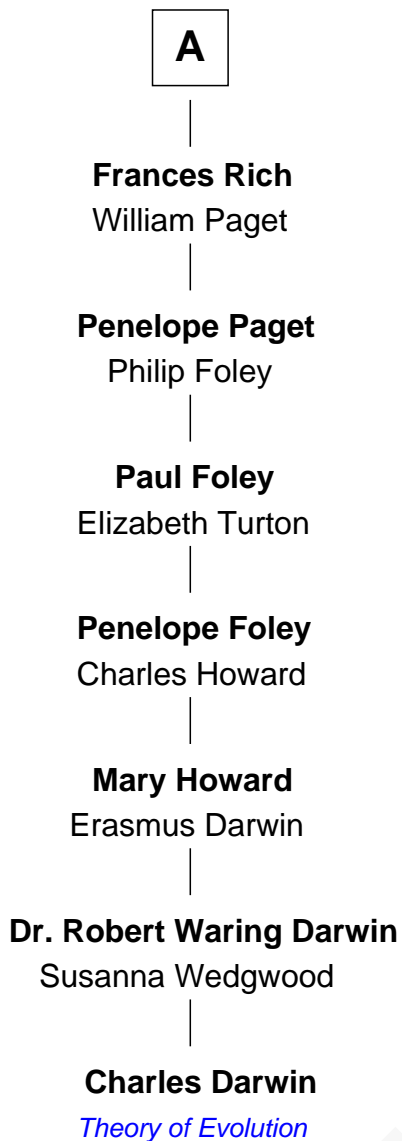 A
Frances Rich
William Paget
Penelope Paget
Philip Foley
Paul Foley
Elizabeth Turton
Penelope Foley
Charles Howard
Mary Howard
Erasmus Darwin
Dr. Robert Waring Darwin
Susanna Wedgwood
Charles Darwin
Theory of Evolution